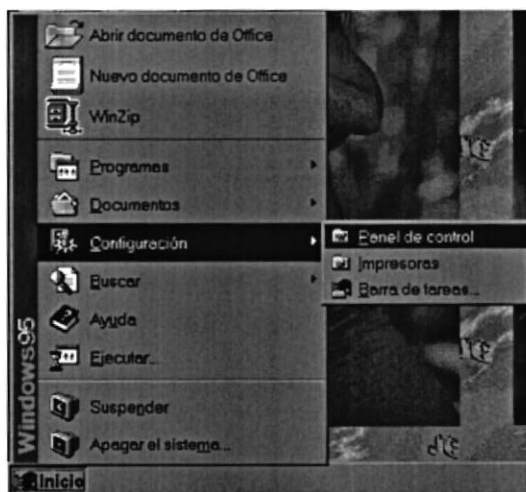 Abrir documento de Office
Nuevo documento de Office
WinZip
Programas
Documentos
Configuración
Panel de control
Impresoras
Barra de tareas...
Buscar
Ayuda
Ejecutar...
Suspender
Apagar el sistema...
Windows95
Inicio